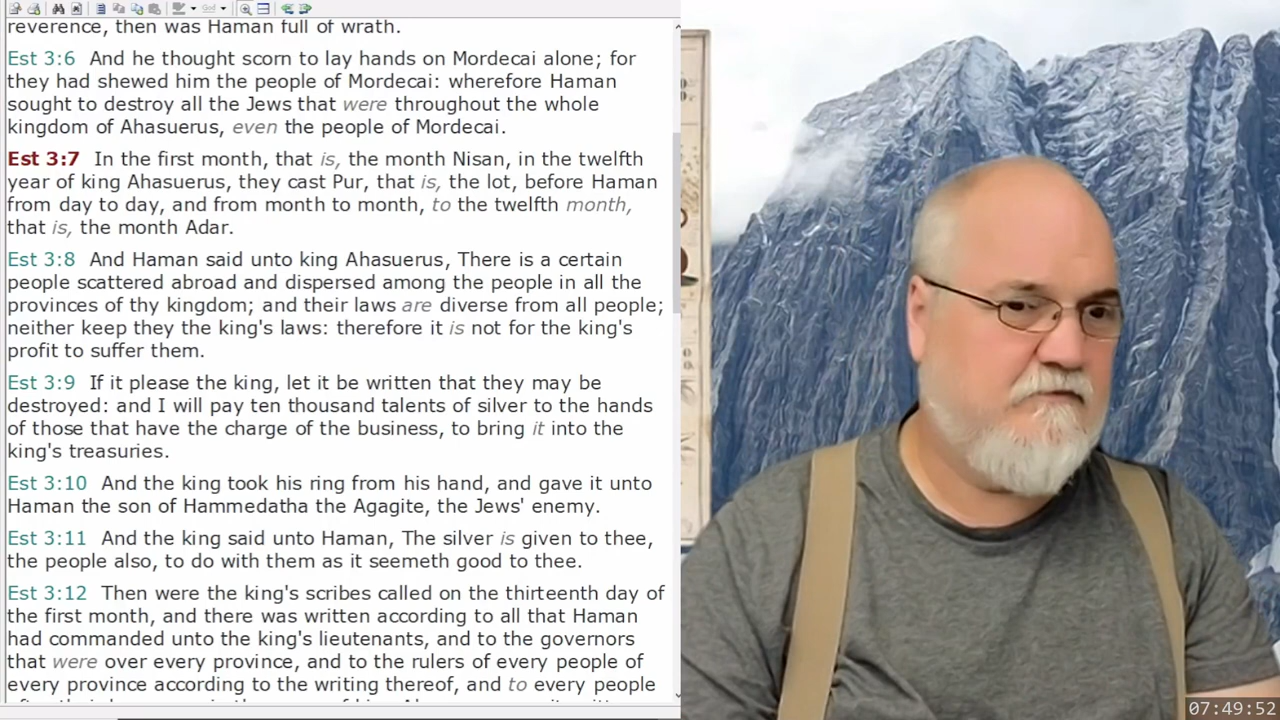 reverence, then was Haman full of wrath.
Est 3:6 And he thought scorn to lay hands on Mordecai alone; for
they had shewed him the people of Mordecai: wherefore Haman
sought to destroy all the Jews that were throughout the whole
kingdom of Ahasuerus, even the people of Mordecai.
Est 3:7 In the first month, that is, the month Nisan, in the twelfth
year of king Ahasuerus, they cast Pur, that is, the lot, before Haman
from day to day, and from month to month, to the twelfth month,
that is, the month Adar.
Est 3:8 And Haman said unto king Ahasuerus, There is a certain
people scattered abroad and dispersed among the people in all the
provinces of thy kingdom; and their laws are diverse from all people;
neither keep they the king's laws: therefore it is not for the king's
profit to suffer them.
Est 3:9 If it please the king, let it be written that they may be
destroyed: and I will pay ten thousand talents of silver to the hands
of those that have the charge of the business, to bring it into the
king's treasuries.
Est 3:10 And the king took his ring from his hand, and gave it unto
Haman the son of Hammedatha the Agagite, the Jews' enemy.
Est 3:11 And the king said unto Haman, The silver is given to thee,
the people also, to do with them as it seemeth good to thee.
Est 3:12 Then were the king's scribes called on the thirteenth day of
the first month, and there was written according to all that Haman
had commanded unto the king's lieutenants, and to the governors
that were over every province, and to the rulers of every people of
every province according to the writing thereof, and to every people
07:49:52